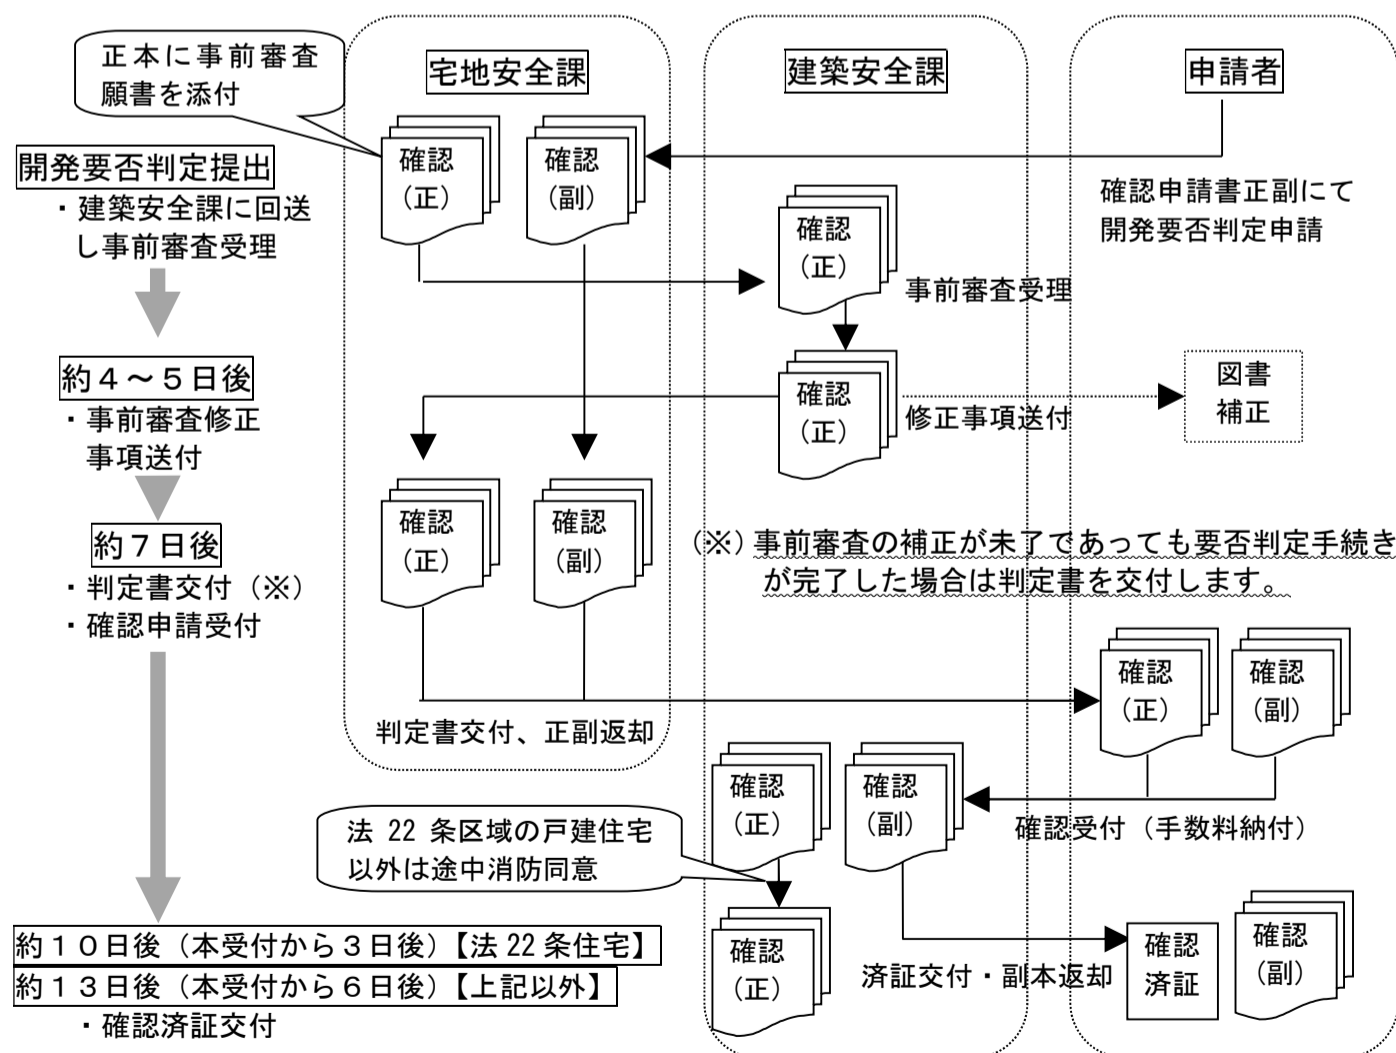 正本に事前審査
願書を添付
宅地安全課
建築安全課
申請者
確認
(正)
確認
(副)
開発要否判定提出
・建築安全課に回送
し事前審査受理
確認申請書正副にて
開発要否判定申請
確認
(正)
事前審査受理
約4～5日後
・事前審査修正
事項送付
確認
(正)
修正事項送付
図書
補正
確認
(正)
確認
(副)
約7日後
・判定書交付(※)
・確認申請受付
(※)事前審査の補正が未了であっても要否判定手続き
が完了した場合は判定書を交付します。
確認
(正)
確認
(副)
判定書交付、正副返却
確認
(正)
確認
(副)
確認受付(手数料納付)
法 22 条区域の戸建住宅
以外は途中消防同意
約10日後(本受付から3日後)【法22条住宅】
約13日後(本受付から6日後)【上記以外】
・確認済証交付
確認
(正)
済証交付・副本返却
確認
済証
確認
(副)